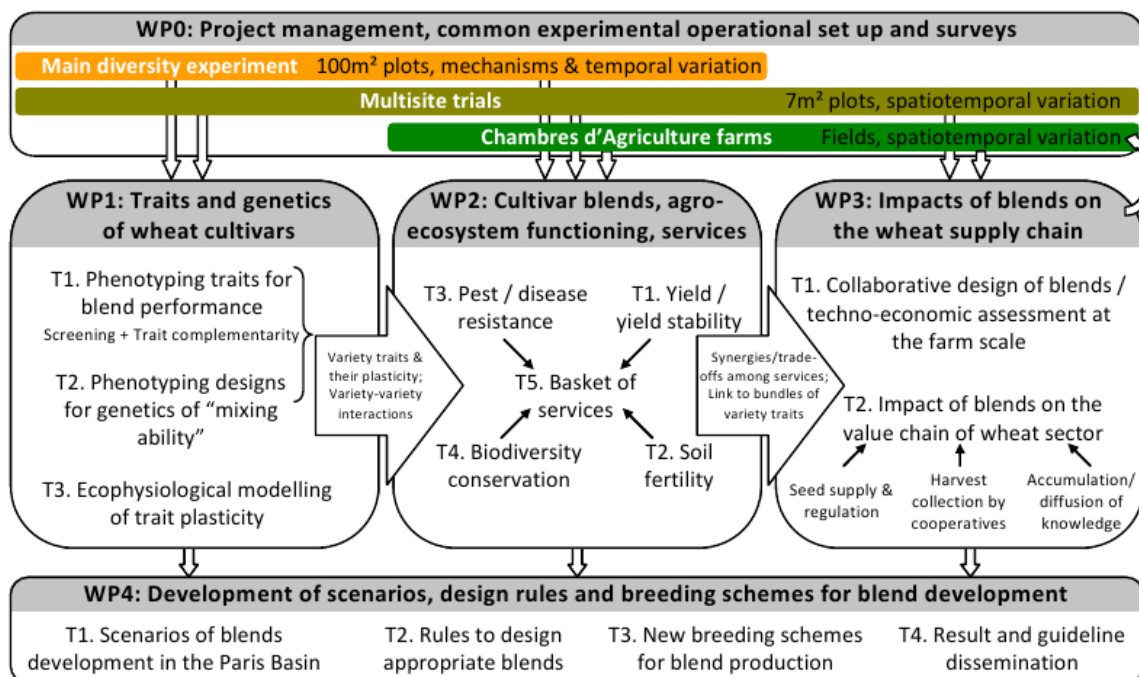 WP0: Project management, common experimental operational set up and surveys
Main diversity experiment 100m² plots, mechanisms & temporal variation
Multisite trials 7m² plots, spatiotemporal variation
Chambres d'Agriculture farms Fields, spatiotemporal variation
WP1: Traits and genetics
of wheat cultivars
T1. Phenotyping traits for
blend performance
Screening + Trait complementarity
T2. Phenotyping designs
for genetics of "mixing
ability"
T3. Ecophysiological modelling
of trait plasticity
Variety traits &
their plasticity;
Variety-variety
interactions
WP2: Cultivar blends, agro-
ecosystem functioning, services
T3. Pest / disease
resistance
T1. Yield /
yield stability
T5. Basket of
services
T4. Biodiversity
conservation
T2. Soil
fertility
Synergies/trade-
offs among services;
Link to bundles of
variety traits
WP3: Impacts of blends on
the wheat supply chain
T1. Collaborative design of blends /
techno-economic assessment at
the farm scale
T2. Impact of blends on the
value chain of wheat sector
Seed supply &
regulation
Harvest
collection by
cooperatives
Accumulation/
diffusion of
knowledge
WP4: Development of scenarios, design rules and breeding schemes for blend development
T1. Scenarios of blends
development in the Paris Basin
T2. Rules to design
appropriate blends
T3. New breeding schemes
for blend production
T4. Result and guideline
dissemination